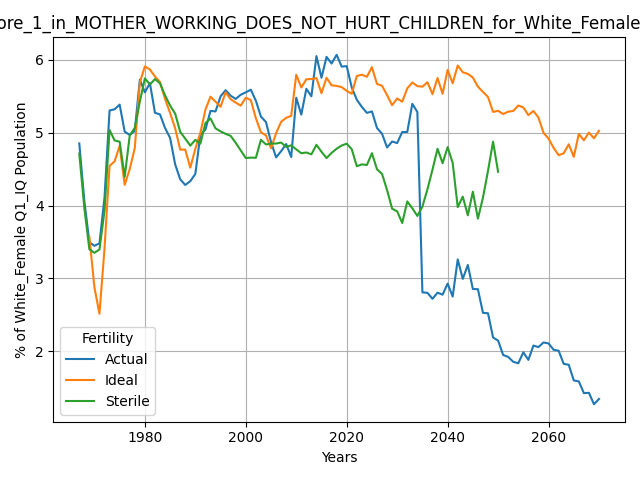 ore_1_in_MOTHER_WORKING_DOES_NOT_HURT_CHILDREN_for_White_Female
% of White_Female Q1_IQ Population
6
5
4
3
2
Fertility
Actual
Ideal
Sterile
1980
2000
2020
2040
2060
Years